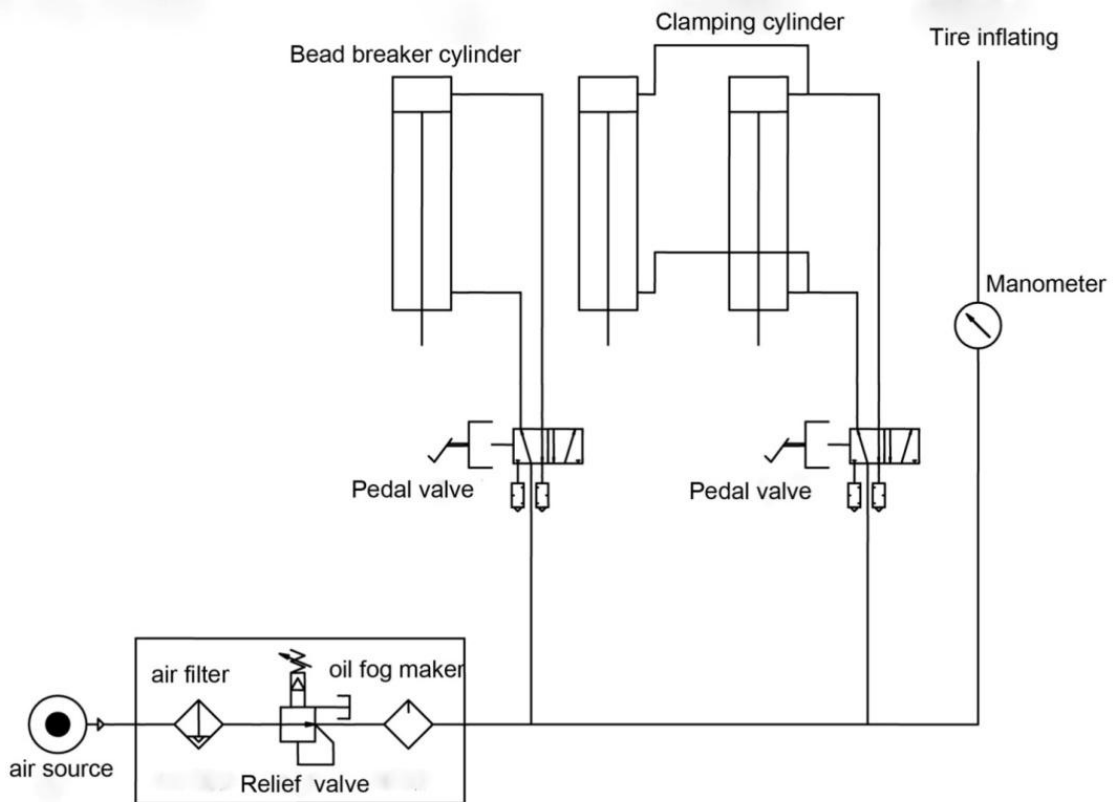 Clamping cylinder
Tire inflating
Bead breaker cylinder
Manometer
Pedal valve
Pedal valve
air filter
oil fog maker
air source
Relief valve